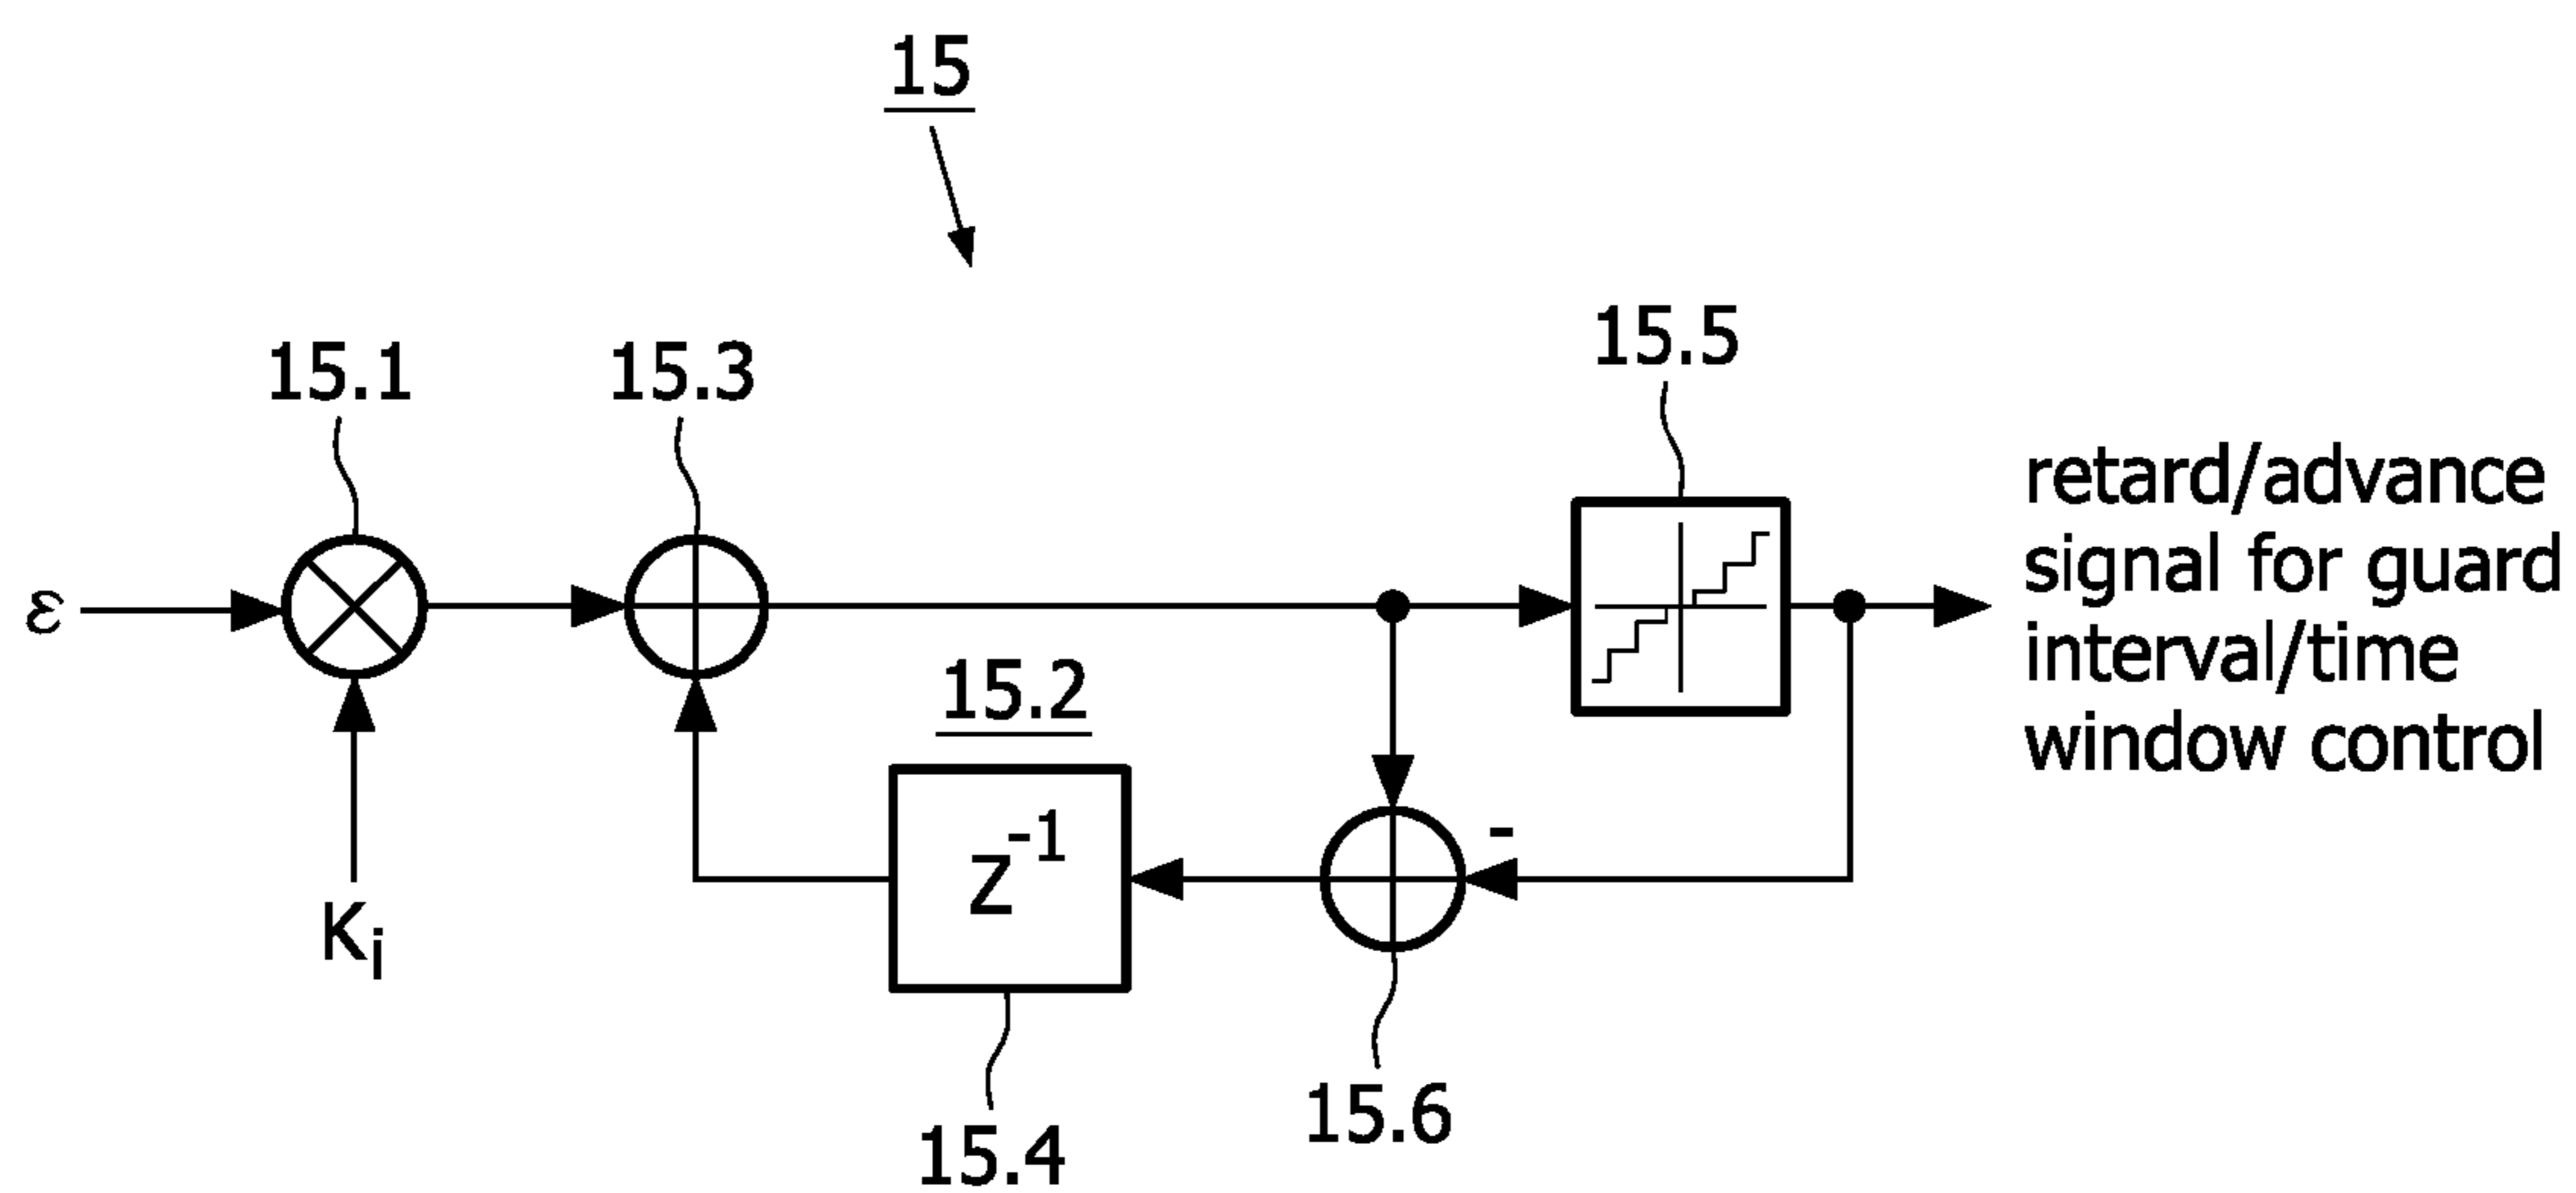 15
15.5
15.1
15.3
retard/advance
signal for guard
interval/time
window control
ε
15.2
-
Z-1
Ki
15.6
15.4